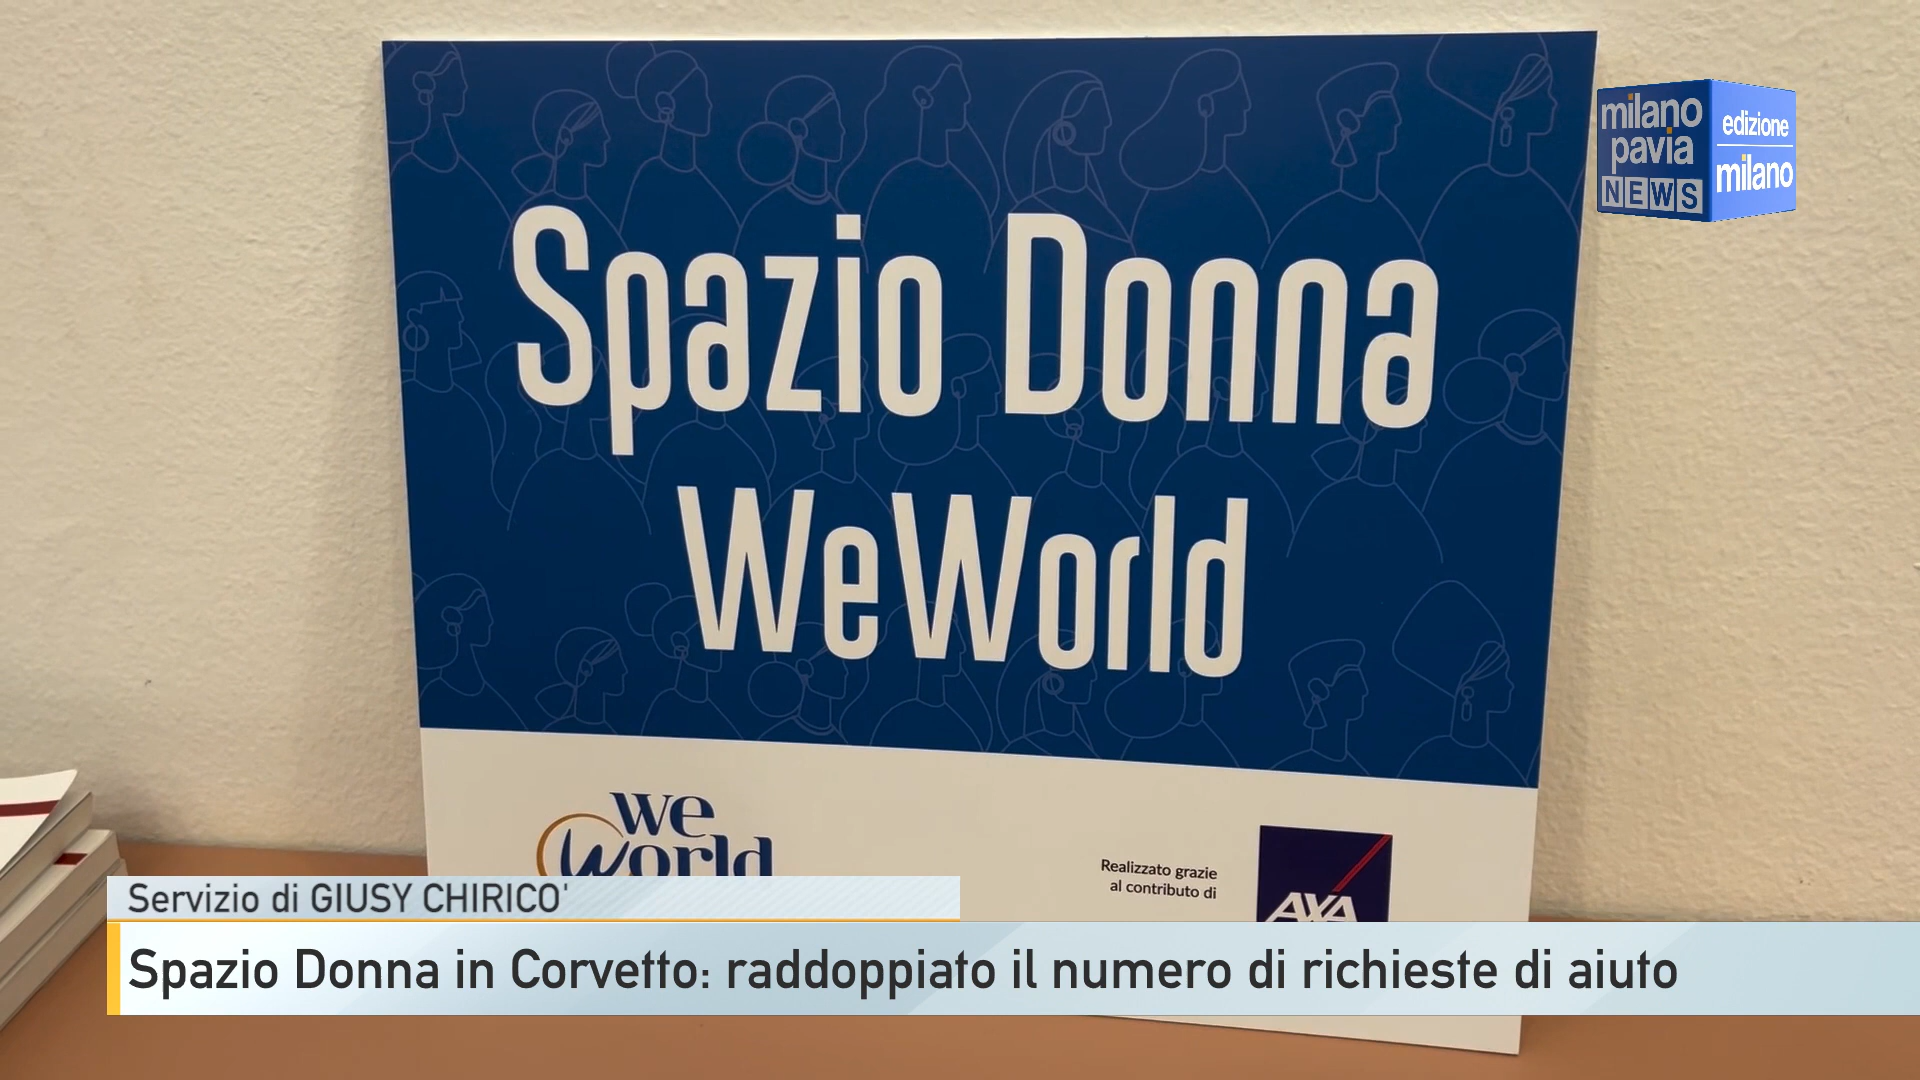 milano
pavia
NEWS
edizione
milano
Spazio Donna
WeWorld
we
World
Realizzato grazie
al contributo di
AXA
Servizio di GIUSY CHIRICO'
Spazio Donna in Corvetto: raddoppiato il numero di richieste di aiuto